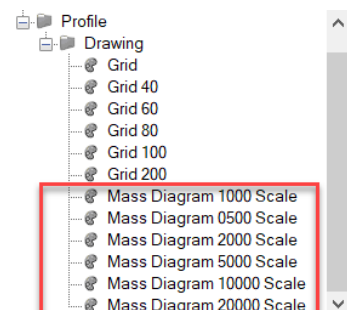 Profile
Drawing
Grid
Grid 40
Grid 60
Grid 80
Grid 100
Grid 200
Mass Diagram 1000 Scale
Mass Diagram 0500 Scale
Mass Diagram 2000 Scale
Mass Diagram 5000 Scale
Mass Diagram 10000 Scale
Mass Diagram 20000 Scale